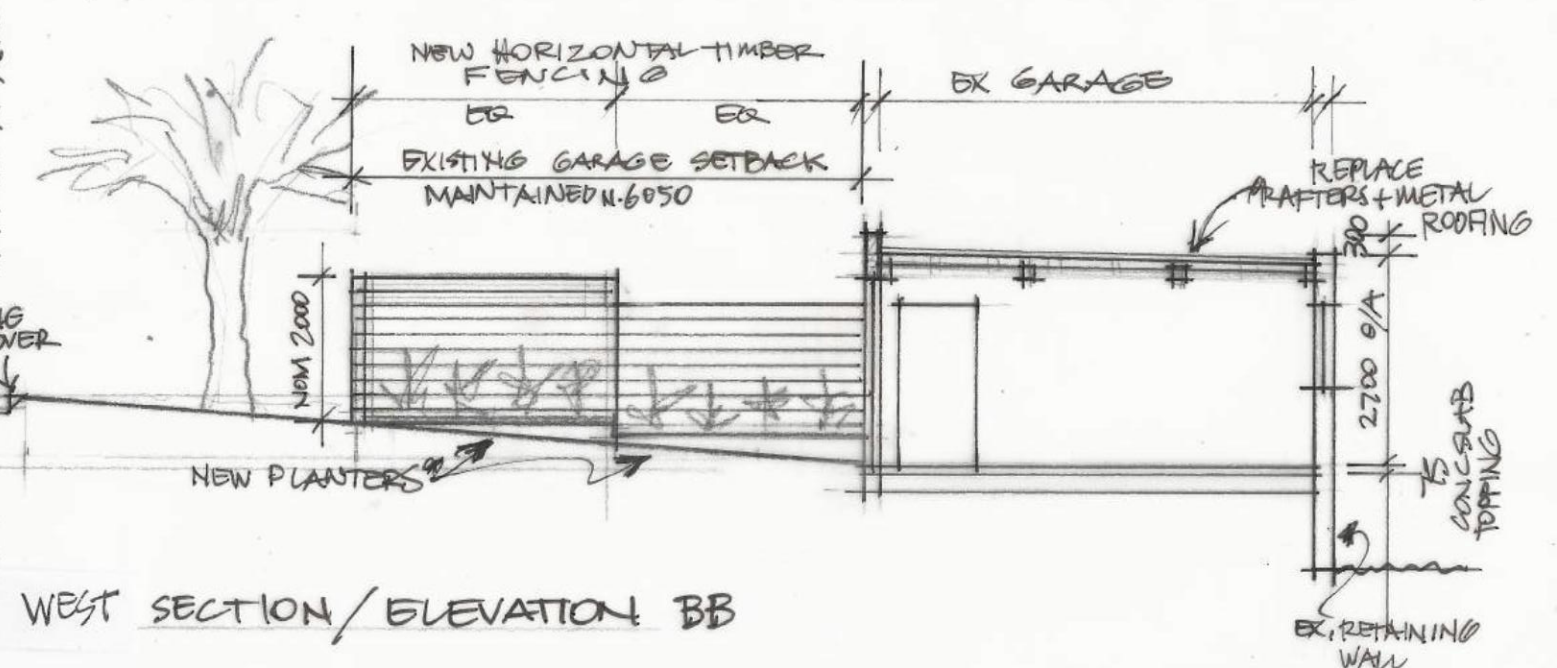 NEW HORIZONTAL TIMBER
FENCING
EQ
EQ
EX GARAGE
EXISTING GARAGE SETBACK
MAINTAINED N.6050
REPLACE
RAFTERS + METAL
ROOFING
300
NOM 2000
2700 O/A
75
CONC. SLAB
TOPPING
NEW PLANTERS
WEST SECTION/ELEVATION BB
EX. RETAINING
WALL